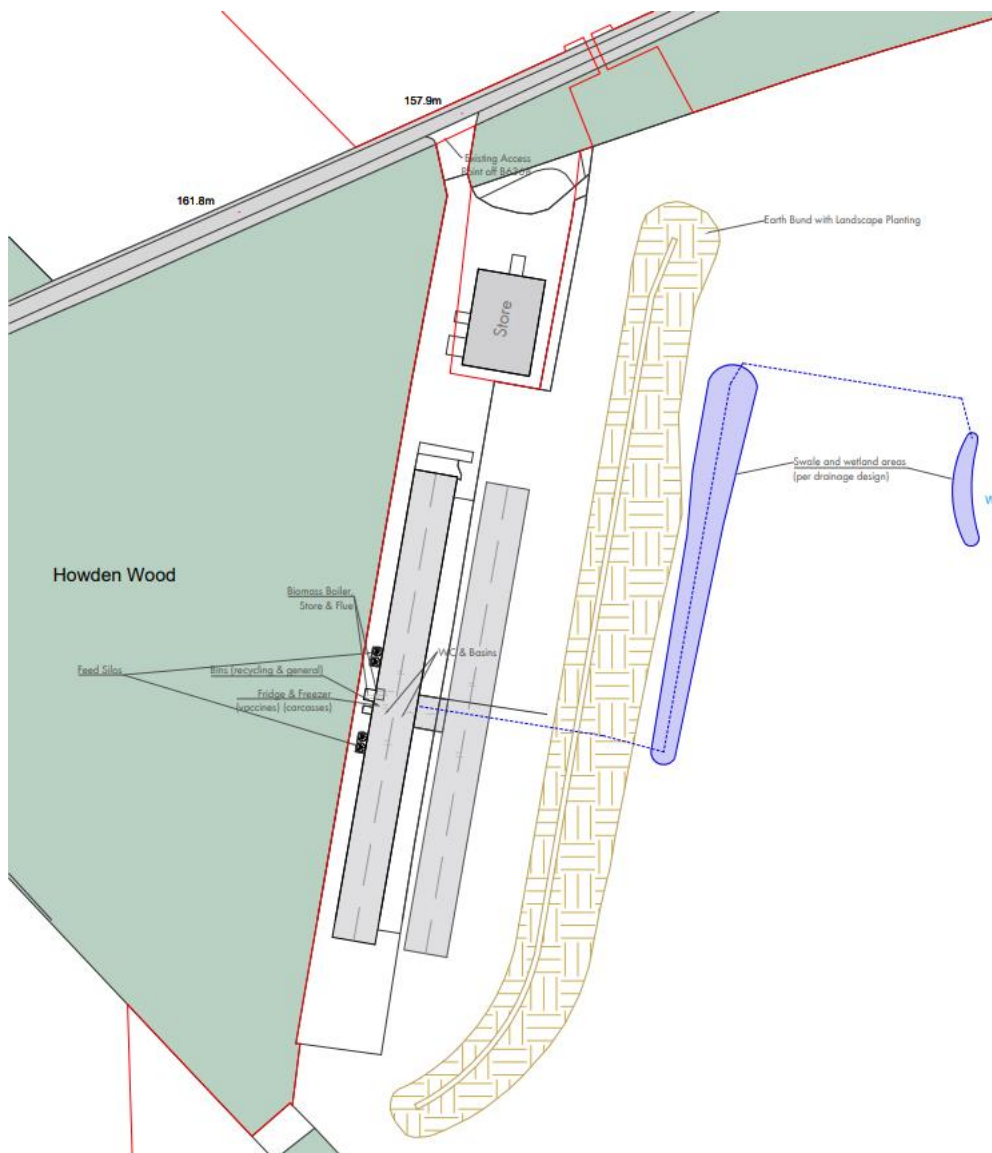 157.9m
Existing Access
Point off B6368
161.8m
Earth Bund with Landscape Planting
Store
Swale and wetland areas
(per drainage design)
W
Howden Wood
Biomass Boiler,
Store & Flue
WC & Basins
Feed Silos
Bins (recycling & general)
Fridge & Freezer
(vaccines) (carcasses)